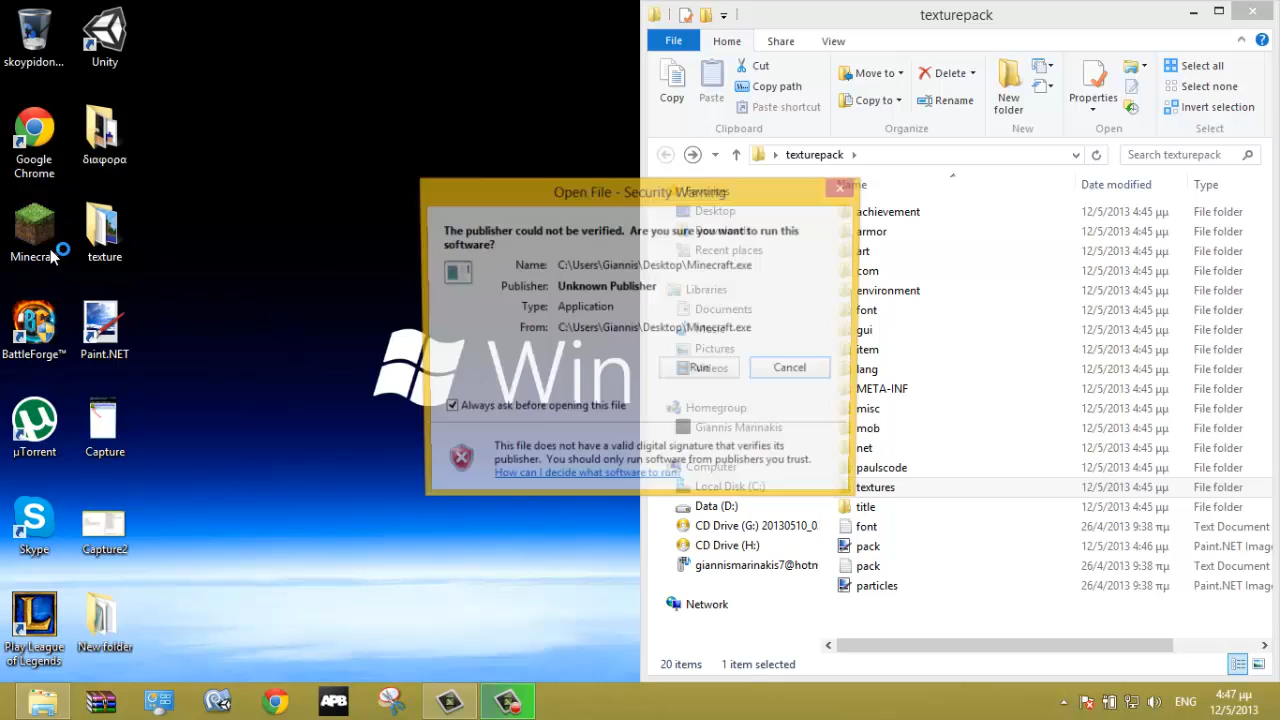 skoypidon...
Unity
Google
Chrome
διαφορα
Minecra
texture
BattleForge™
Paint.NET
µTorrent
Capture
Skype
Capture2
Play League
of Legends
New folder
Win
texturepack
File
Home
Share
View
Copy
Paste
Cut
Copy path
Paste shortcut
Clipboard
Move to
Copy to
Delete
Rename
Organize
New
folder
New
Properties
Open
Select all
Select none
Invert selection
Select
texturepack
Search texturepack
Name
Date modified
Type
Favorites
Desktop
Recent places
Libraries
Documents
Music
Pictures
Videos
Homegroup
Giannis Marinakis
Computer
Local Disk (C:)
Data (D:)
CD Drive (G:) 20130510_0
CD Drive (H:)
giannismarinakis7@hotm
Network
achievement 12/5/2013 4:45 μμ File folder
armor 12/5/2013 4:45 μμ File folder
art 12/5/2013 4:45 μμ File folder
com 12/5/2013 4:45 μμ File folder
environment 12/5/2013 4:45 μμ File folder
font 12/5/2013 4:45 μμ File folder
gui 12/5/2013 4:45 μμ File folder
item 12/5/2013 4:45 μμ File folder
lang 12/5/2013 4:45 μμ File folder
META-INF 12/5/2013 4:45 μμ File folder
misc 12/5/2013 4:45 μμ File folder
mob 12/5/2013 4:45 μμ File folder
net 12/5/2013 4:45 μμ File folder
paulscode 12/5/2013 4:45 μμ File folder
textures 12/5/2013 4:45 μμ File folder
title 12/5/2013 4:45 μμ File folder
font 26/4/2013 9:38 πμ Text Document
pack 12/5/2013 4:46 μμ Paint.NET Imag
pack 26/4/2013 9:38 πμ Text Document
particles 26/4/2013 9:38 πμ Paint.NET Imag
20 items 1 item selected
Open File - Security Warning
The publisher could not be verified. Are you sure you want to run this
software?
Name: C:\Users\Giannis\Desktop\Minecraft.exe
Publisher: Unknown Publisher
Type: Application
From: C:\Users\Giannis\Desktop\Minecraft.exe
Run
Cancel
Always ask before opening this file
This file does not have a valid digital signature that verifies its
publisher. You should only run software from publishers you trust.
How can I decide what software to run?
APB
ENG
4:47 μμ
12/5/2013